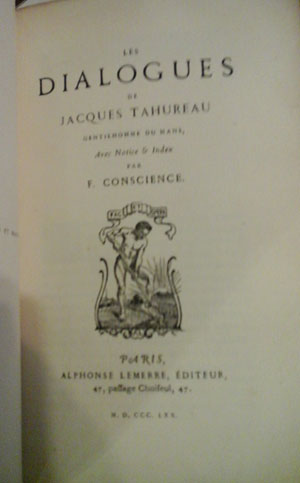 LES
DIALOGUES
DE
JACQUES TAHUREAU
GENTILHOMME DU MANS,
Avec Notice & Index
PAR
F. CONSCIENCE.
PARIS,
ALPHONSE LEMERRE, ÉDITEUR,
47, paſſage Choiſeul, 47.
M. D. CCC. LXX.